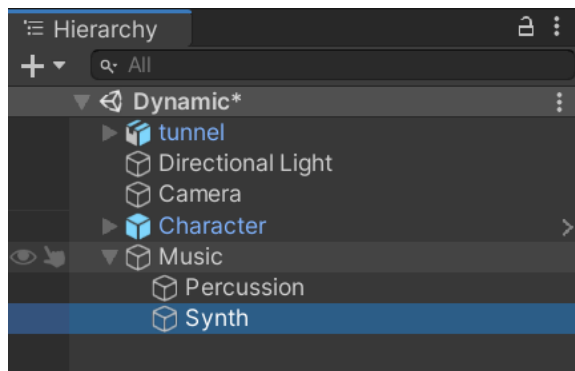 Hierarchy
All
Dynamic*
tunnel
Directional Light
Camera
Character
Music
Percussion
Synth